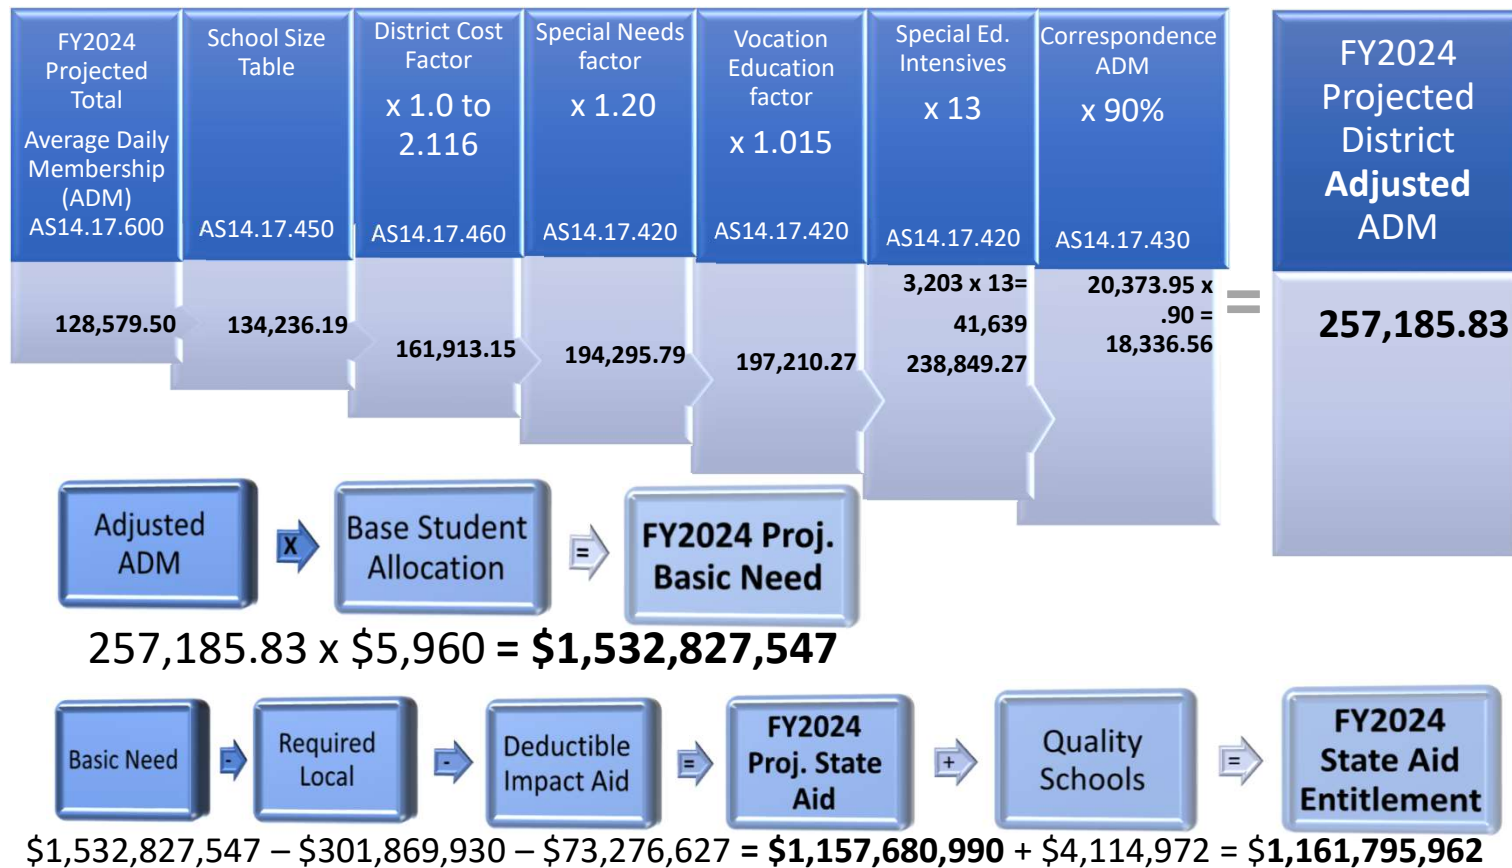 FY2024
Projected
Total
Average Daily
Membership
(ADM)
AS14.17.600
School Size
Table
AS14.17.450
District Cost
Factor
x 1.0 to
2.116
AS14.17.460
Special Needs
factor
x 1.20
AS14.17.420
Vocation
Education
factor
x 1.015
AS14.17.420
Special Ed.
Intensives
x 13
AS14.17.420
Correspondence
ADM
x 90%
AS14.17.430
FY2024
Projected
District
Adjusted
ADM
128,579.50
134,236.19
161,913.15
194,295.79
197,210.27
3,203 x 13=
41,639
238,849.27
20,373.95 x
.90 =
18,336.56
=
257,185.83
Adjusted
ADM
X
Base Student
Allocation
=
FY2024 Proj.
Basic Need
257,185.83 x $5,960 = $1,532,827,547
Basic Need
-
Required
Local
-
Deductible
Impact Aid
=
FY2024
Proj. State
Aid
+
Quality
Schools
=
FY2024
State Aid
Entitlement
$1,532,827,547 – $301,869,930 – $73,276,627 = $1,157,680,990 + $4,114,972 = $1,161,795,962